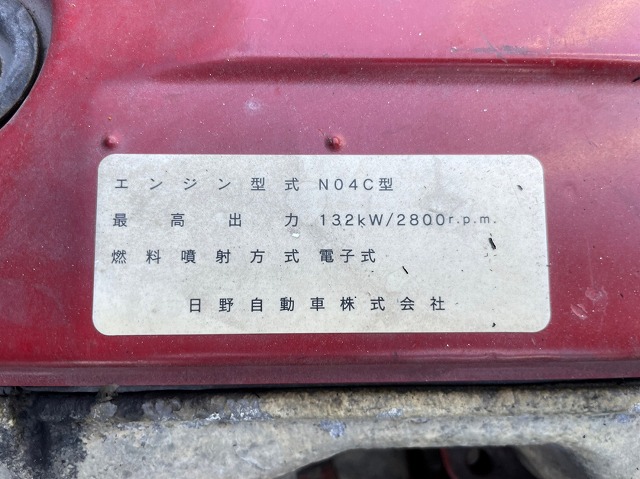 エンジン型式 N04C型
最高出力 132kW/2800r.p.m.
燃料噴射方式 電子式
日野自動車株式会社